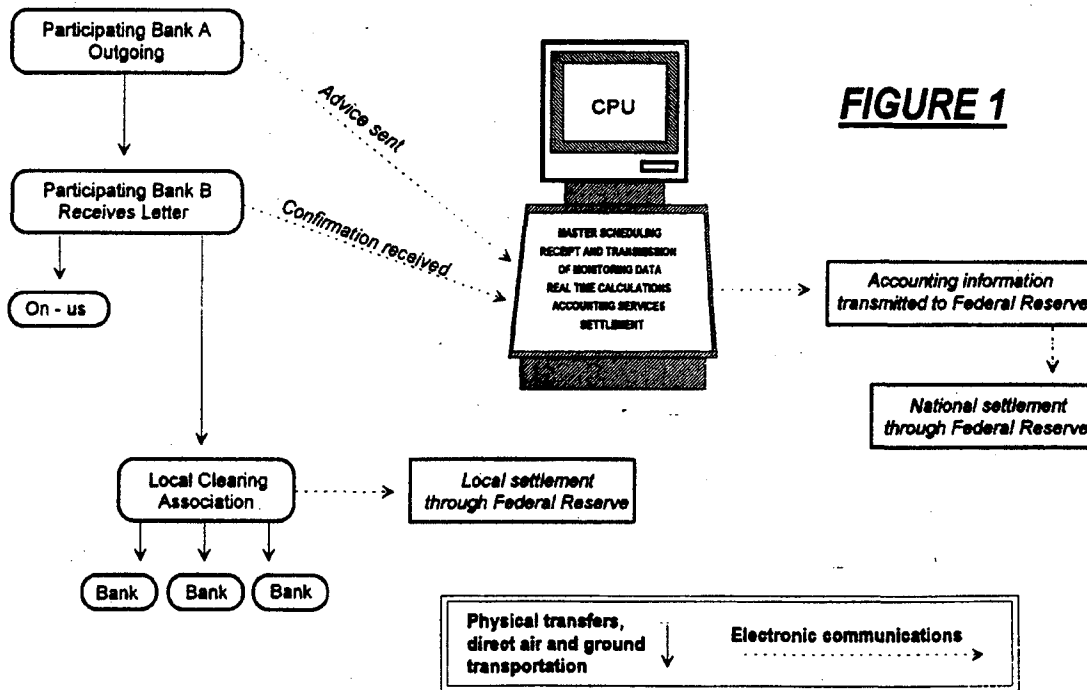 Participating Bank A
Outgoing
Advice sent
CPU
FIGURE 1
Participating Bank B
Receives Letter
Confirmation received
MASTER SCHEDULING
RECEIPT AND TRANSMISSION
OF MONITORING DATA
REAL TIME CALCULATIONS
ACCOUNTING SERVICES
SETTLEMENT
Accounting information
transmitted to Federal Reserve
On - us
National settlement
through Federal Reserve
Local Clearing
Association
Local settlement
through Federal Reserve
Bank
Bank
Bank
Physical transfers,
direct air and ground
transportation
Electronic communications